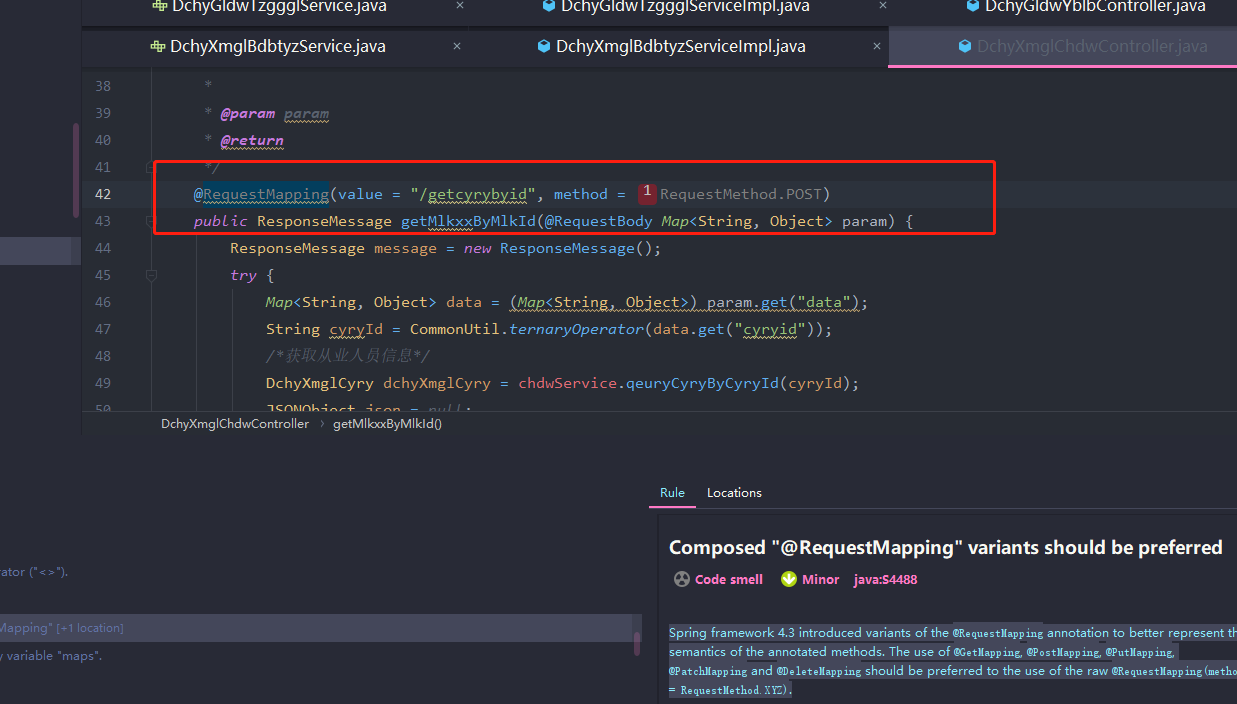 DchyGldwTzggglService.java × DchyGldwTzggglServiceImpl.java × DchyGldwYblbController.java
DchyXmglBdbtyzService.java × DchyXmglBdbtyzServiceImpl.java × DchyXmglChdwController.java
38 *
39 * @param param
40 * @return
41 */
42 @RequestMapping(value = "/getcyrybyid", method = 1 RequestMethod.POST)
43 public ResponseMessage getMlkxxByMlkId(@RequestBody Map<String, Object> param) {
44 ResponseMessage message = new ResponseMessage();
45 try {
46 Map<String, Object> data = (Map<String, Object>) param.get("data");
47 String cyryId = CommonUtil.ternaryOperator(data.get("cyryid"));
48 /*获取从业人员信息*/
49 DchyXmglCyry dchyXmglCyry = chdwService.qeuryCyryByCyryId(cyryId);
50 JSONObject json = null;
DchyXmglChdwController › getMlkxxByMlkId()
Rule Locations
Composed "@RequestMapping" variants should be preferred
Code smell Minor java:S4488
ator ("<>").
Mapping" [+1 location]
y variable "maps".
Spring framework 4.3 introduced variants of the @RequestMapping annotation to better represent th
semantics of the annotated methods. The use of @GetMapping, @PostMapping, @PutMapping,
@PatchMapping and @DeleteMapping should be preferred to the use of the raw @RequestMapping(metho
= RequestMethod.XYZ).